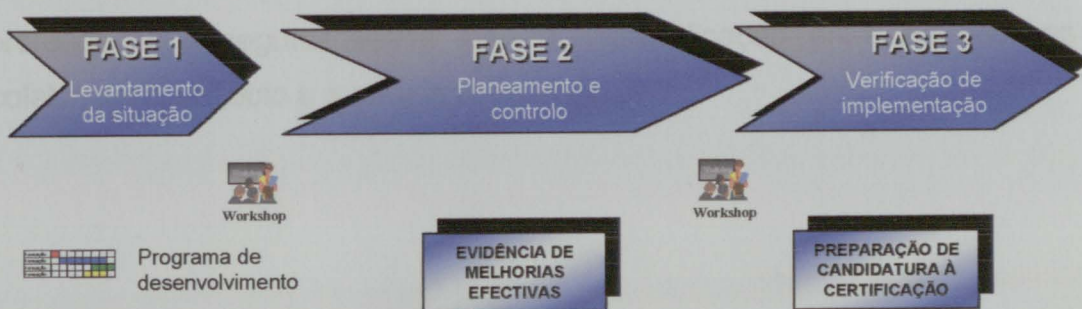 FASE 1
Levantamento
da situação
FASE 2
Planeamento e
controlo
FASE 3
Verificação de
implementação
Workshop
Workshop
Programa de
desenvolvimento
EVIDÊNCIA DE
MELHORIAS
EFECTIVAS
PREPARAÇÃO DE
CANDIDATURA À
CERTIFICAÇÃO